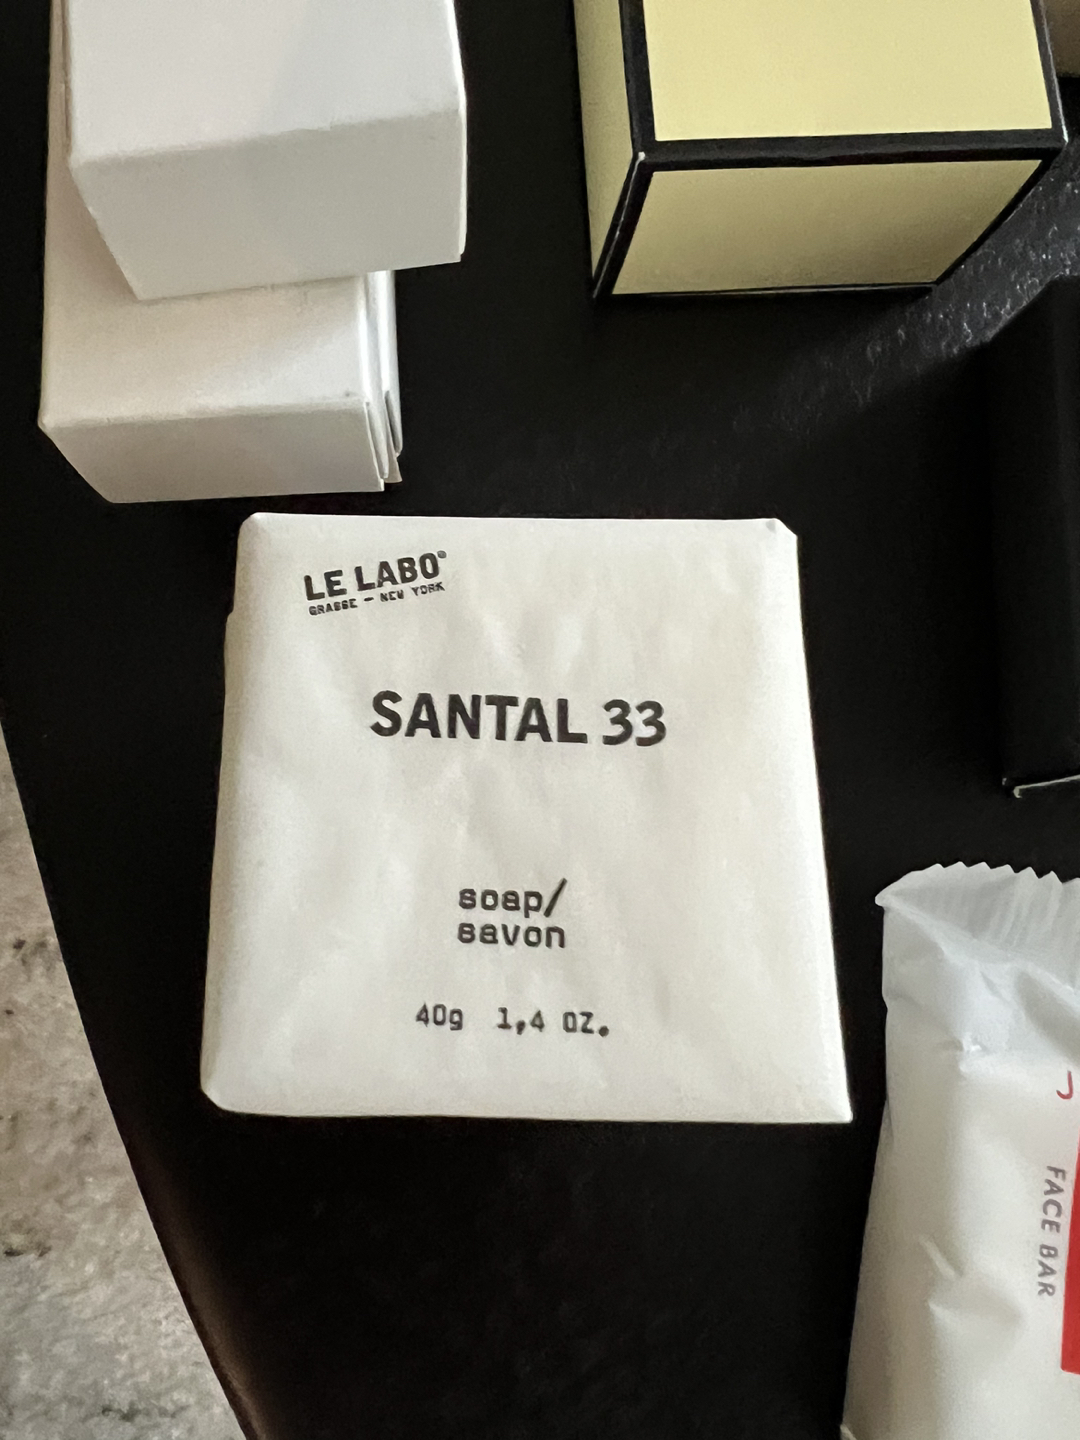 LE LABO®
GRASSE — NEW YORK
SANTAL 33
soap/
savon
40g 1,4 OZ.
FACE BAR